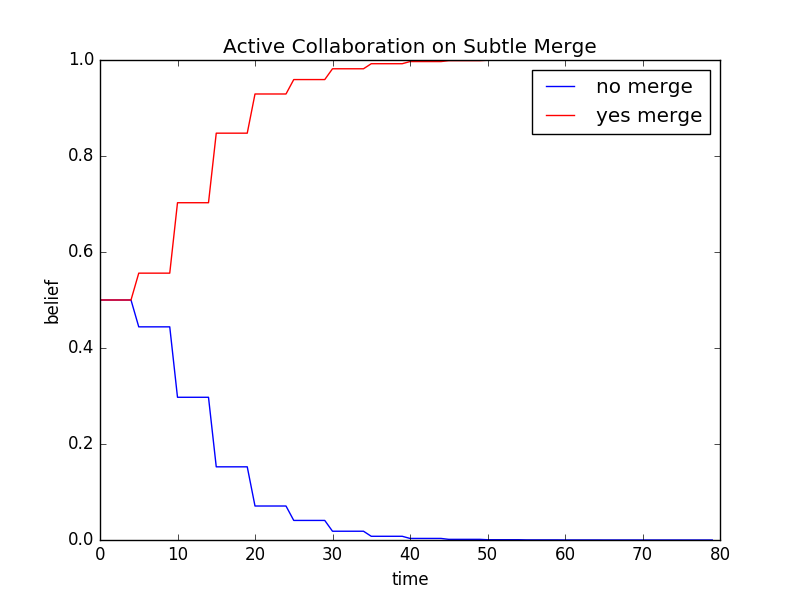 Active Collaboration on Subtle Merge
1.0
0.8
0.6
0.4
0.2
0.0
belief
no merge
yes merge
0 10 20 30 40 50 60 70 80
time